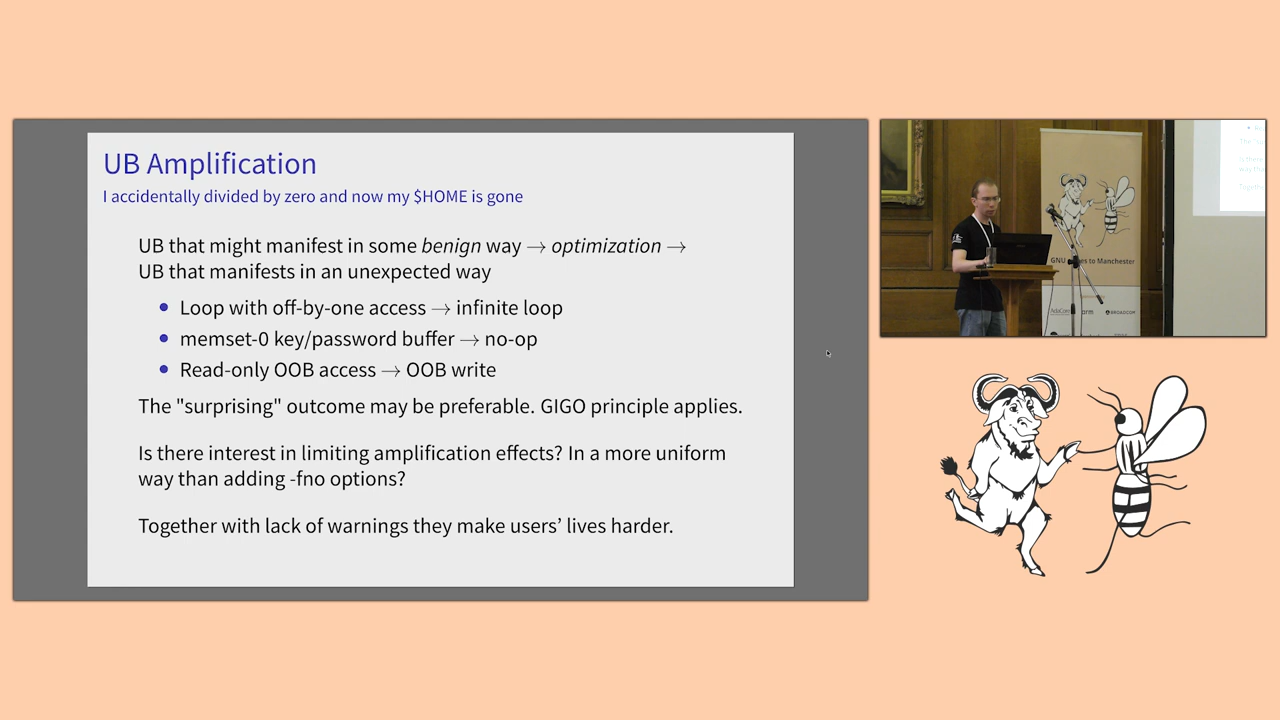 UB Amplification
I accidentally divided by zero and now my $HOME is gone
UB that might manifest in some benign way → optimization →
UB that manifests in an unexpected way
Loop with off-by-one access → infinite loop
memset-0 key/password buffer → no-op
Read-only OOB access → OOB write
The "surprising" outcome may be preferable. GIGO principle applies.
Is there interest in limiting amplification effects? In a more uniform
way than adding -fno options?
Together with lack of warnings they make users’ lives harder.
GNU
to Manchester
BROADCOM